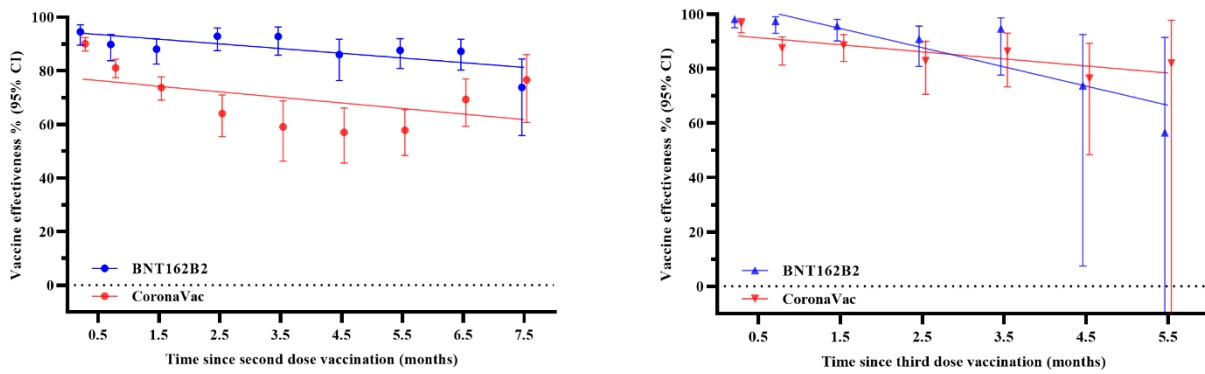 Vaccine effectiveness % (95% CI)
100
80
60
40
20
0
BNT162B2
CoronaVac
0.5 1.5 2.5 3.5 4.5 5.5 6.5 7.5
Time since second dose vaccination (months)
Vaccine effectiveness % (95% CI)
100
80
60
40
20
0
BNT162B2
CoronaVac
0.5 1.5 2.5 3.5 4.5 5.5
Time since third dose vaccination (months)